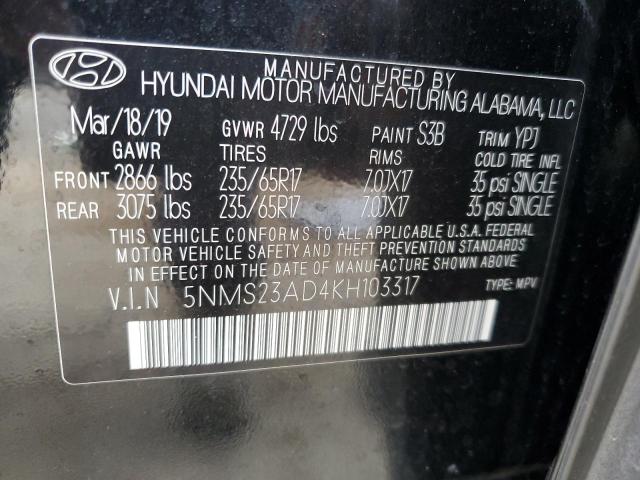 MANUFACTURED BY
HYUNDAI MOTOR MANUFACTURING ALABAMA, LLC
Mar/18/19 GVWR 4729 lbs PAINT S3B TRIM YPJ
GAWR TIRES RIMS COLD TIRE INFL
FRONT 2866 lbs 235/65R17 7.0JX17 35 psi SINGLE
REAR 3075 lbs 235/65R17 7.0JX17 35 psi SINGLE
THIS VEHICLE CONFORMS TO ALL APPLICABLE U.S.A. FEDERAL
MOTOR VEHICLE SAFETY AND THEFT PREVENTION STANDARDS
IN EFFECT ON THE DATE OF MANUFACTURE SHOWN ABOVE.
V.I.N 5NMS23AD4KH103317 TYPE: MPV